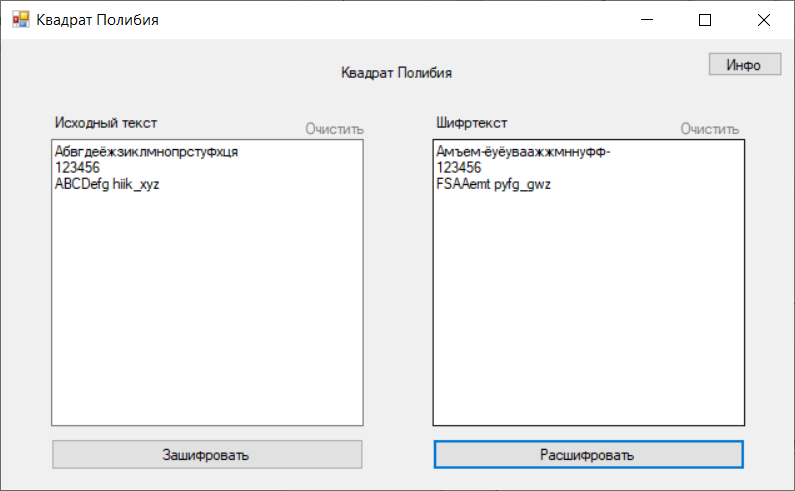 Квадрат Полибия
Инфо
Квадрат Полибия
Исходный текст
Очистить
Абвгдеёжзиклмнопрстуфхця
123456
ABCDefg hiik_xyz
Зашифровать
Шифртекст
Очистить
Амъем-ёуёуваажжмннуфф-
123456
FSAAemt pyfg_gwz
Расшифровать